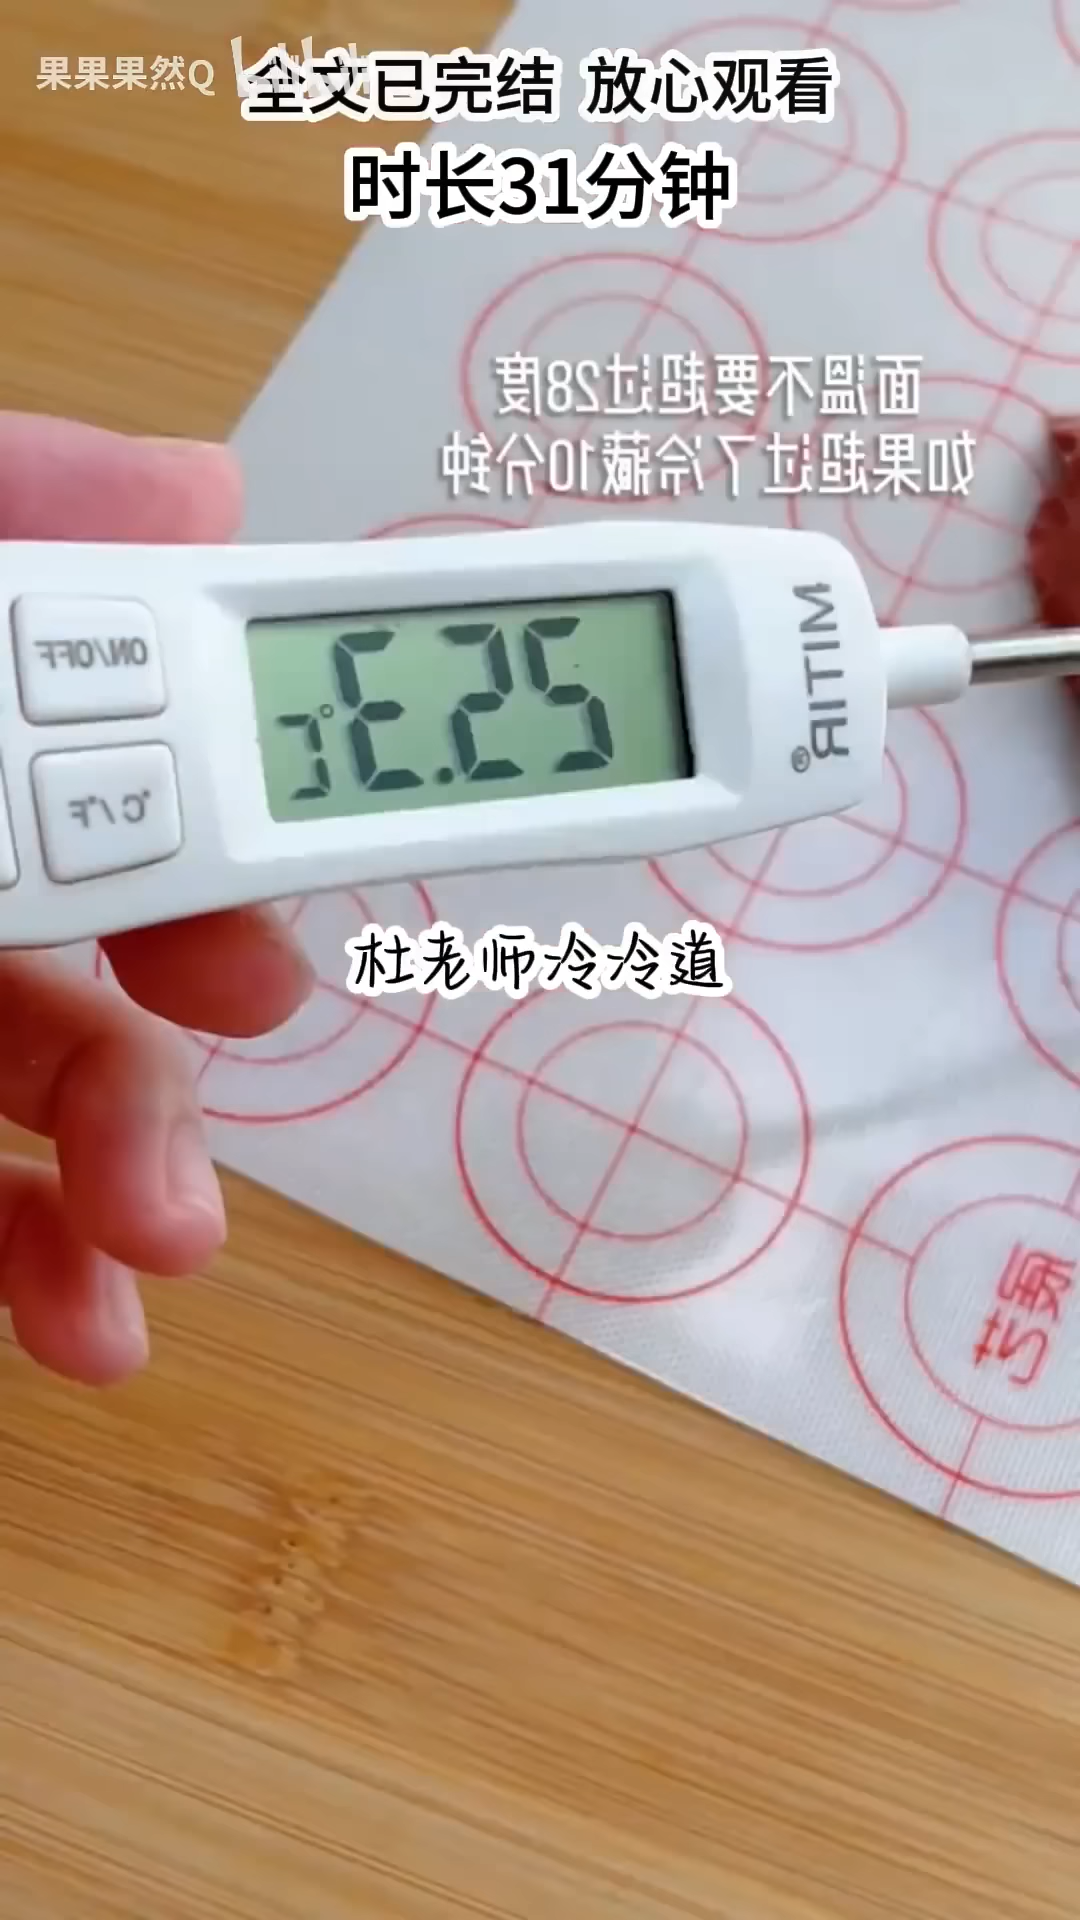 果果果然Q
全文已完结 放心观看
时长31分钟
面温不要超过28度
如果超过了冷藏10分钟
ON/OFF
25.3℃
MITIR®
°C/°F
杜老师冷冷道